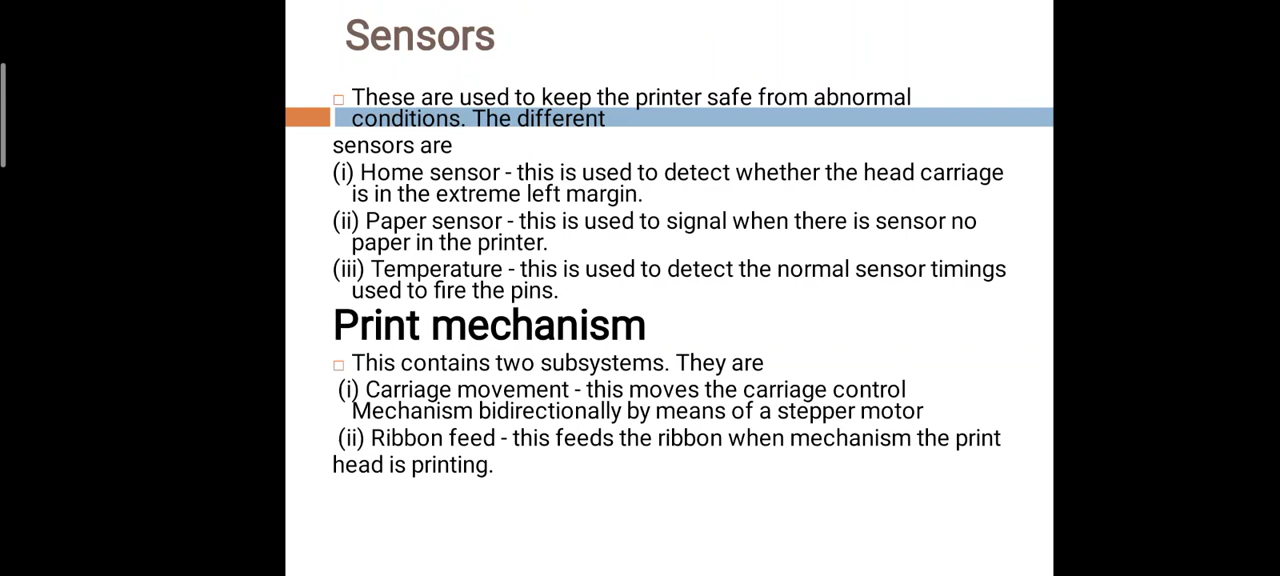 Sensors
□ These are used to keep the printer safe from abnormal
conditions. The different
sensors are
(i) Home sensor - this is used to detect whether the head carriage
is in the extreme left margin.
(ii) Paper sensor - this is used to signal when there is sensor no
paper in the printer.
(iii) Temperature - this is used to detect the normal sensor timings
used to fire the pins.
Print mechanism
□ This contains two subsystems. They are
(i) Carriage movement - this moves the carriage control
Mechanism bidirectionally by means of a stepper motor
(ii) Ribbon feed - this feeds the ribbon when mechanism the print
head is printing.